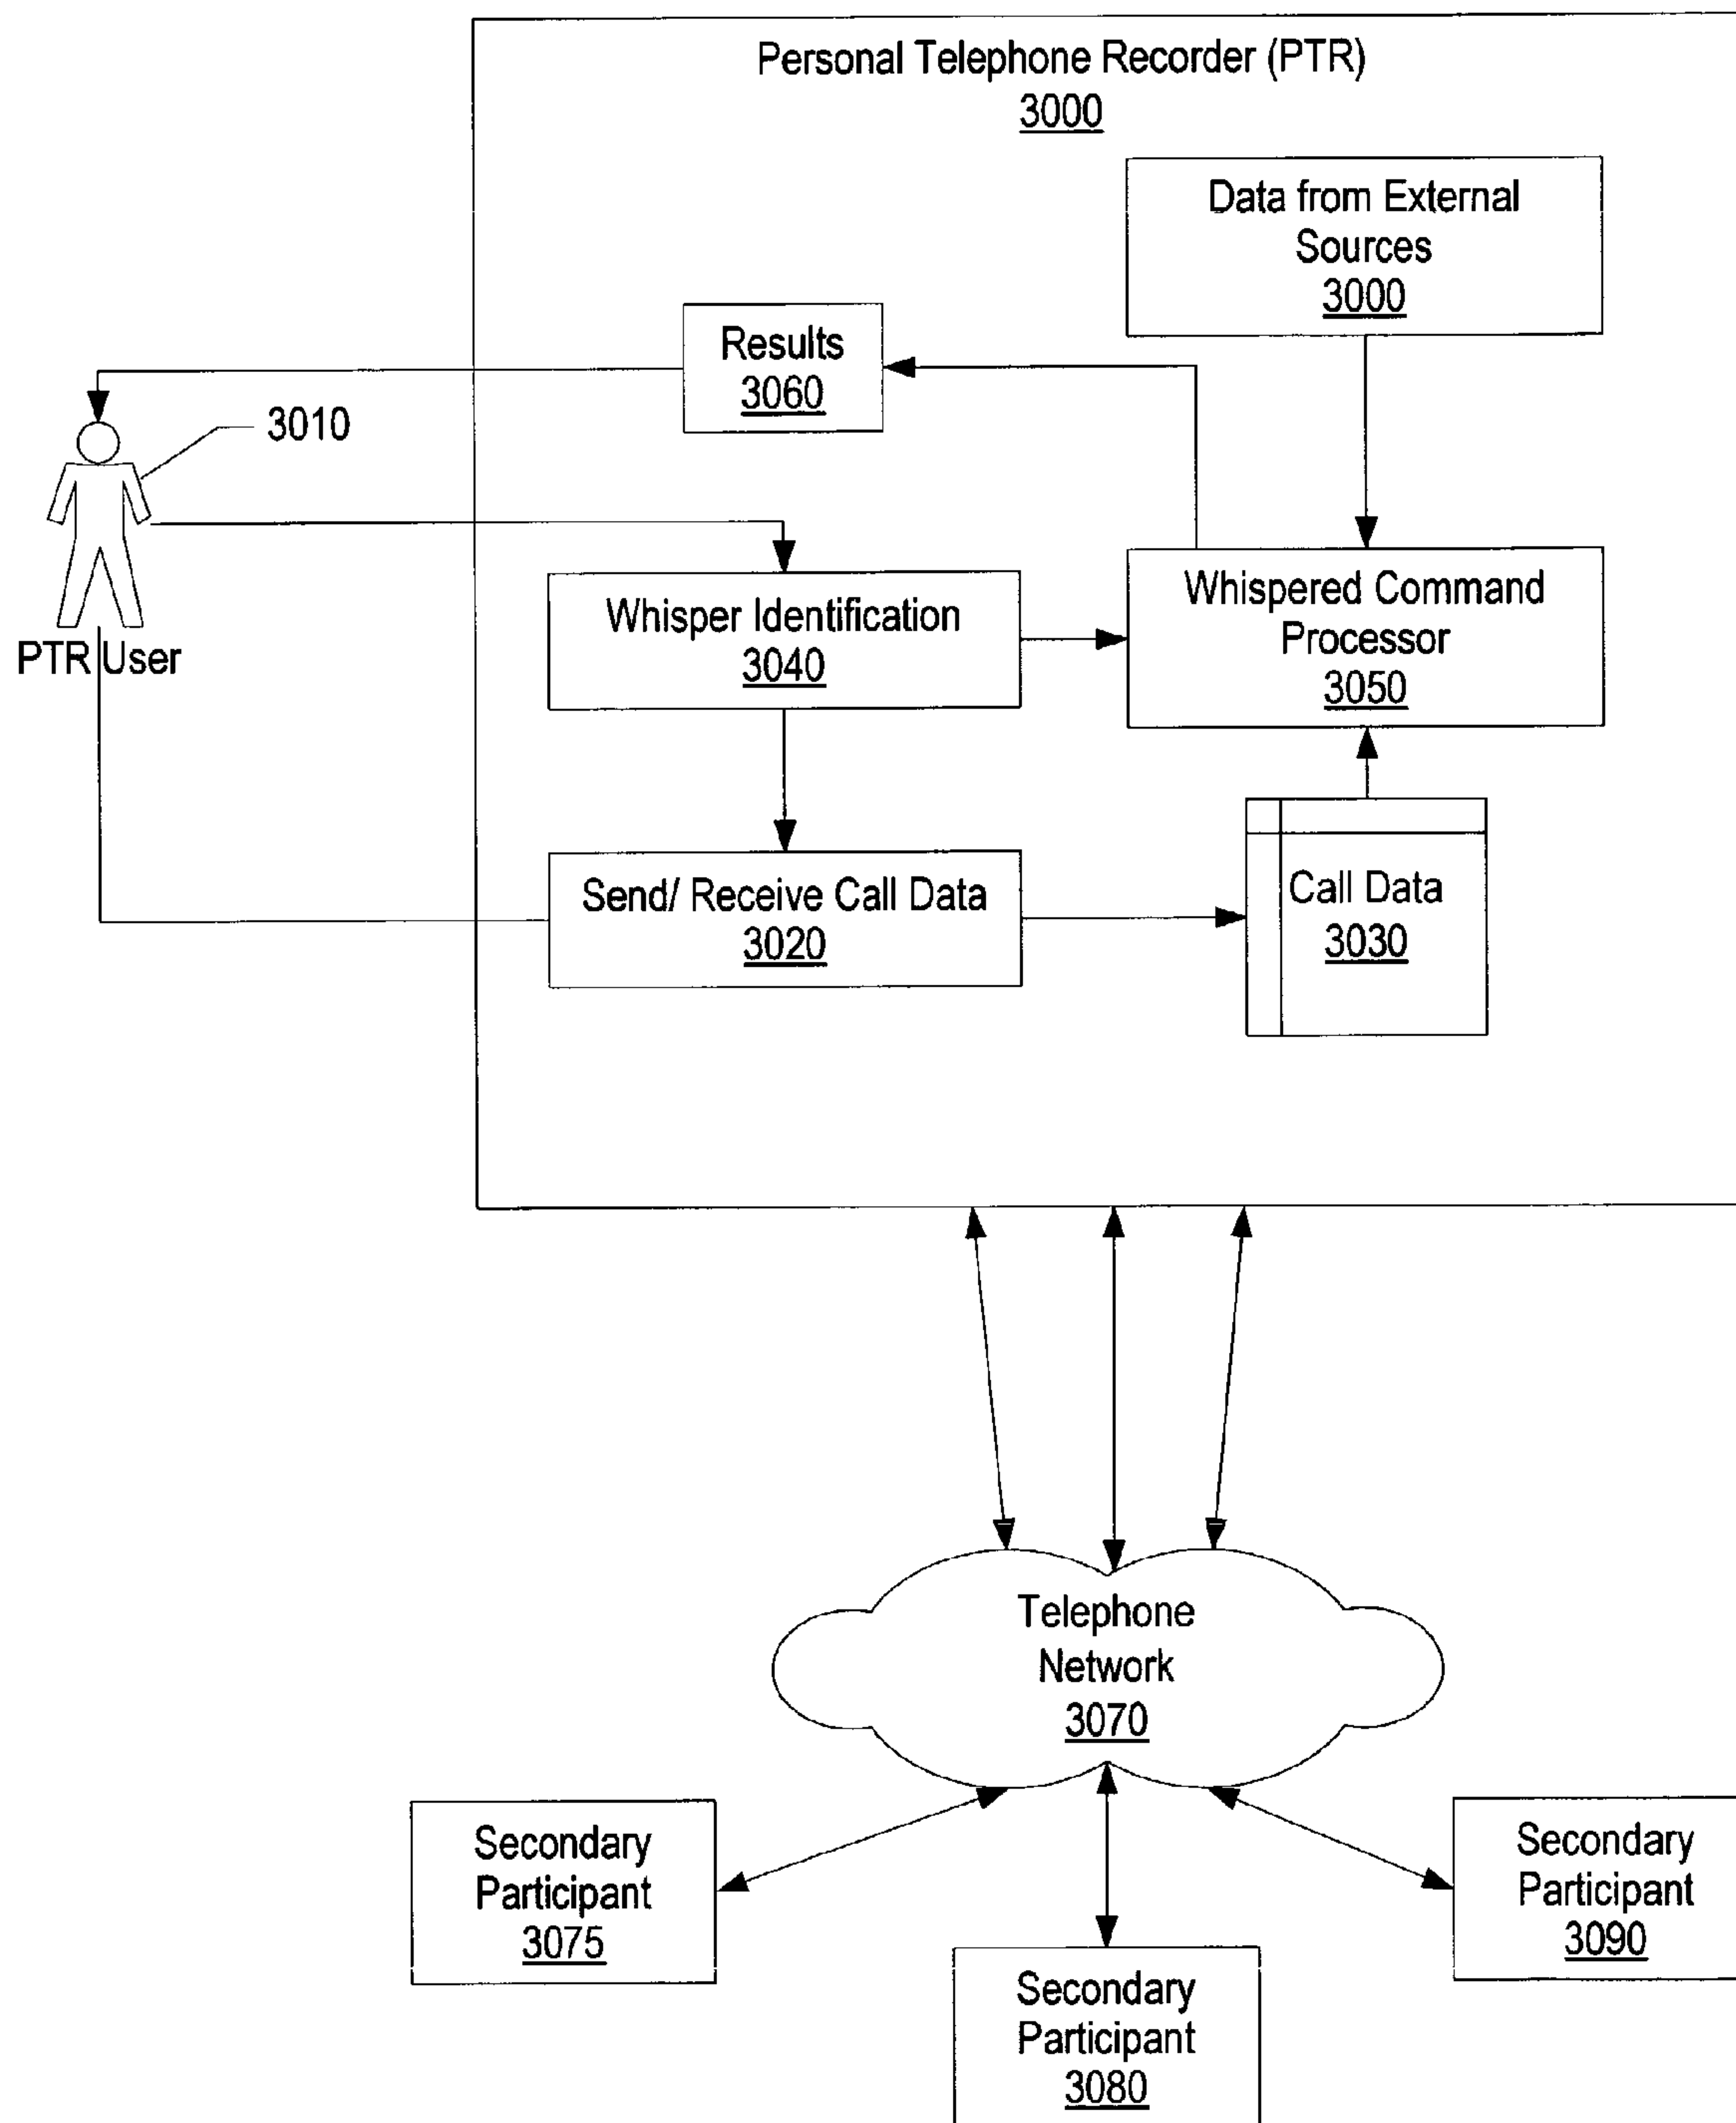 Personal Telephone Recorder (PTR)
3000
Data from External
Sources
3000
Results
3060
3010
PTR User
Whisper Identification
3040
Whispered Command
Processor
3050
Send/ Receive Call Data
3020
Call Data
3030
Telephone
Network
3070
Secondary
Participant
3075
Secondary
Participant
3080
Secondary
Participant
3090